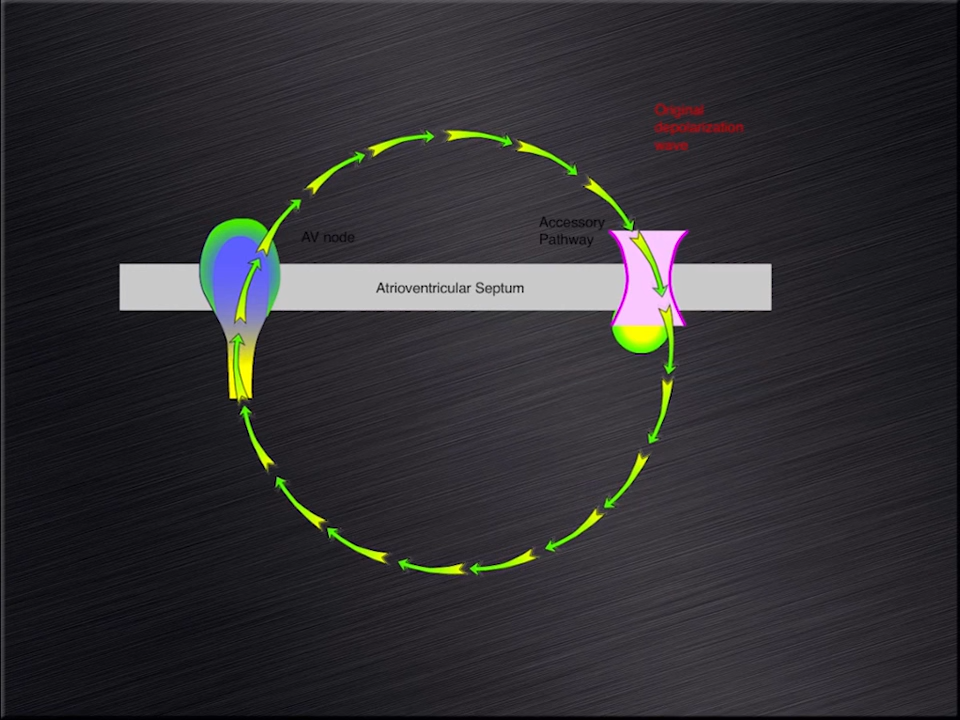 Original
depolarization
wave
Accessory
Pathway
AV node
Atrioventricular Septum